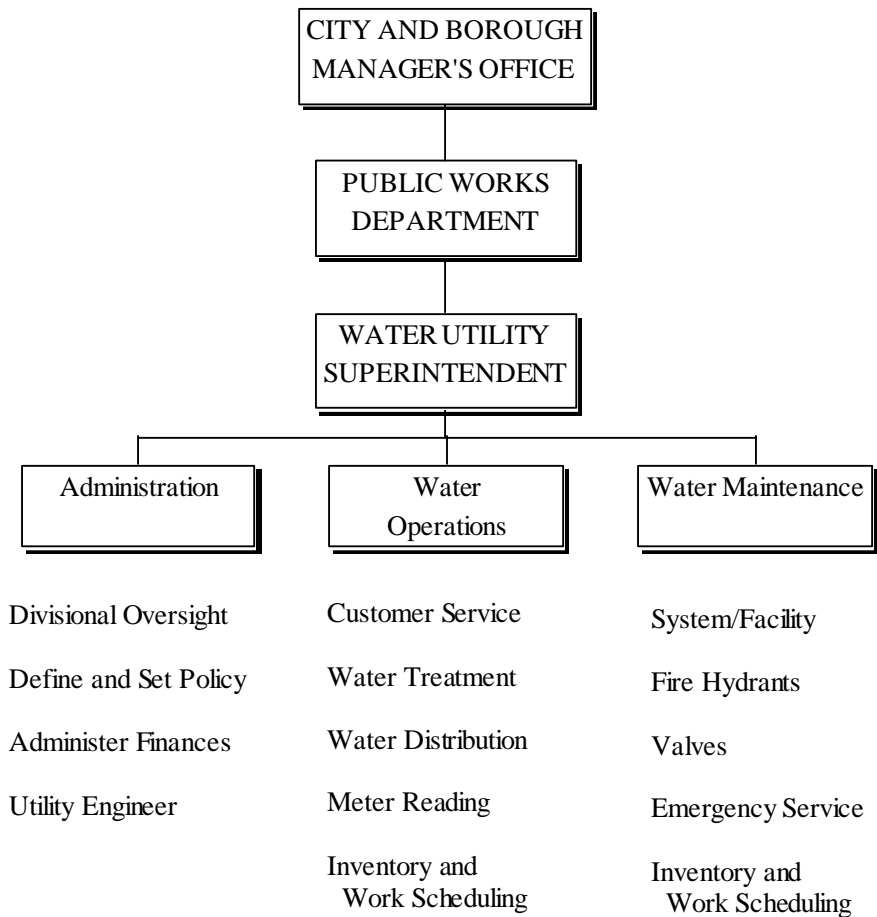 CITY AND BOROUGH
MANAGER'S OFFICE
PUBLIC WORKS
DEPARTMENT
WATER UTILITY
SUPERINTENDENT
Administration
Water
Operations
Water Maintenance
Divisional Oversight
Define and Set Policy
Administer Finances
Utility Engineer
Customer Service
Water Treatment
Water Distribution
Meter Reading
Inventory and
Work Scheduling
System/Facility
Fire Hydrants
Valves
Emergency Service
Inventory and
Work Scheduling